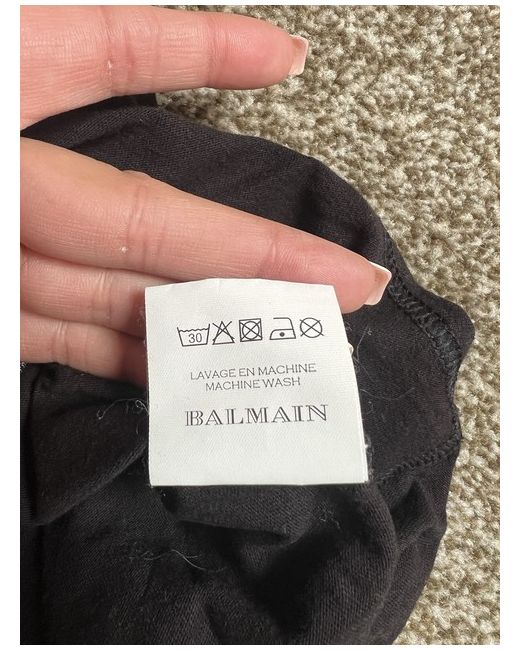 30
LAVAGE EN MACHINE
MACHINE WASH
BALMAIN